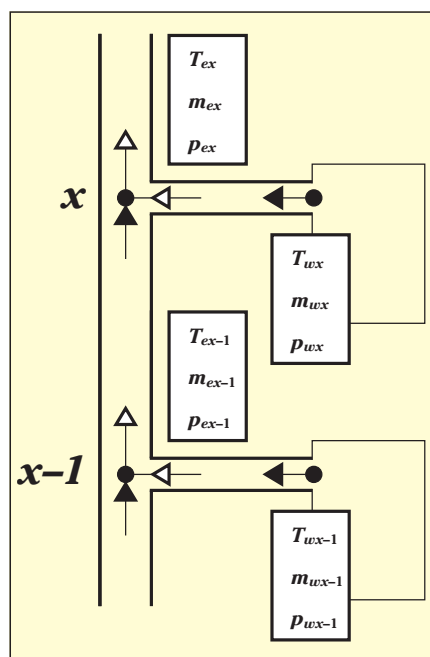 T_ex
m_ex
p_ex
x
T_wx
m_wx
p_wx
T_ex–1
m_ex–1
p_ex–1
x–1
T_wx–1
m_wx–1
p_wx–1